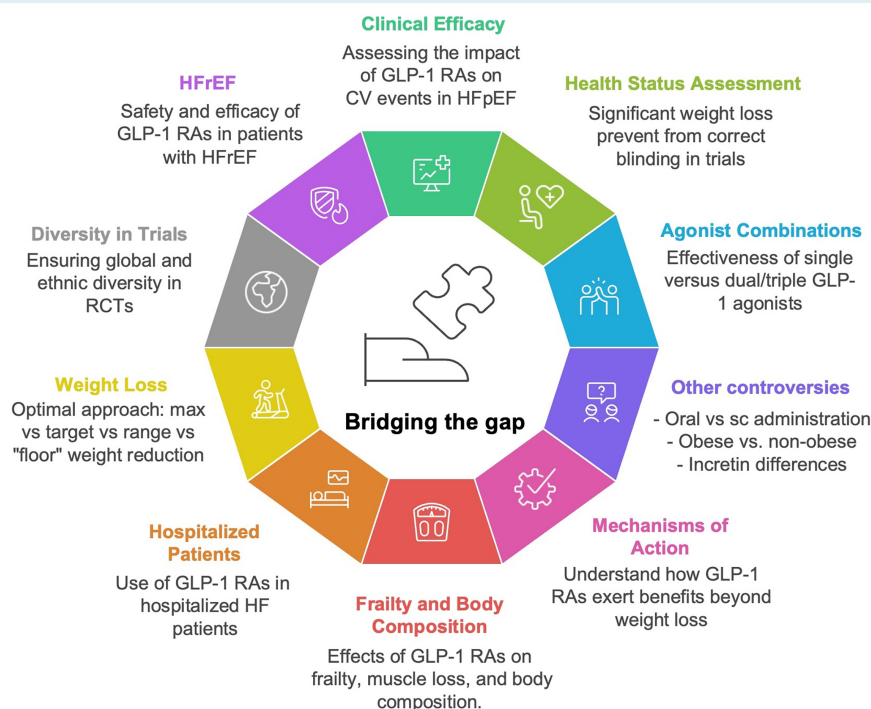 Clinical Efficacy
Assessing the impact
of GLP-1 RAs on
CV events in HFpEF
Health Status Assessment
Significant weight loss
prevent from correct
blinding in trials
Agonist Combinations
Effectiveness of single
versus dual/triple GLP-
1 agonists
Other controversies
- Oral vs sc administration
- Obese vs. non-obese
- Incretin differences
Mechanisms of
Action
Understand how GLP-1
RAs exert benefits beyond
weight loss
Frailty and Body
Composition
Effects of GLP-1 RAs on
frailty, muscle loss, and body
composition.
Hospitalized
Patients
Use of GLP-1 RAs in
hospitalized HF
patients
Weight Loss
Optimal approach: max
vs target vs range vs
"floor" weight reduction
Diversity in Trials
Ensuring global and
ethnic diversity in
RCTs
HFrEF
Safety and efficacy of
GLP-1 RAs in patients
with HFrEF
Bridging the gap
?